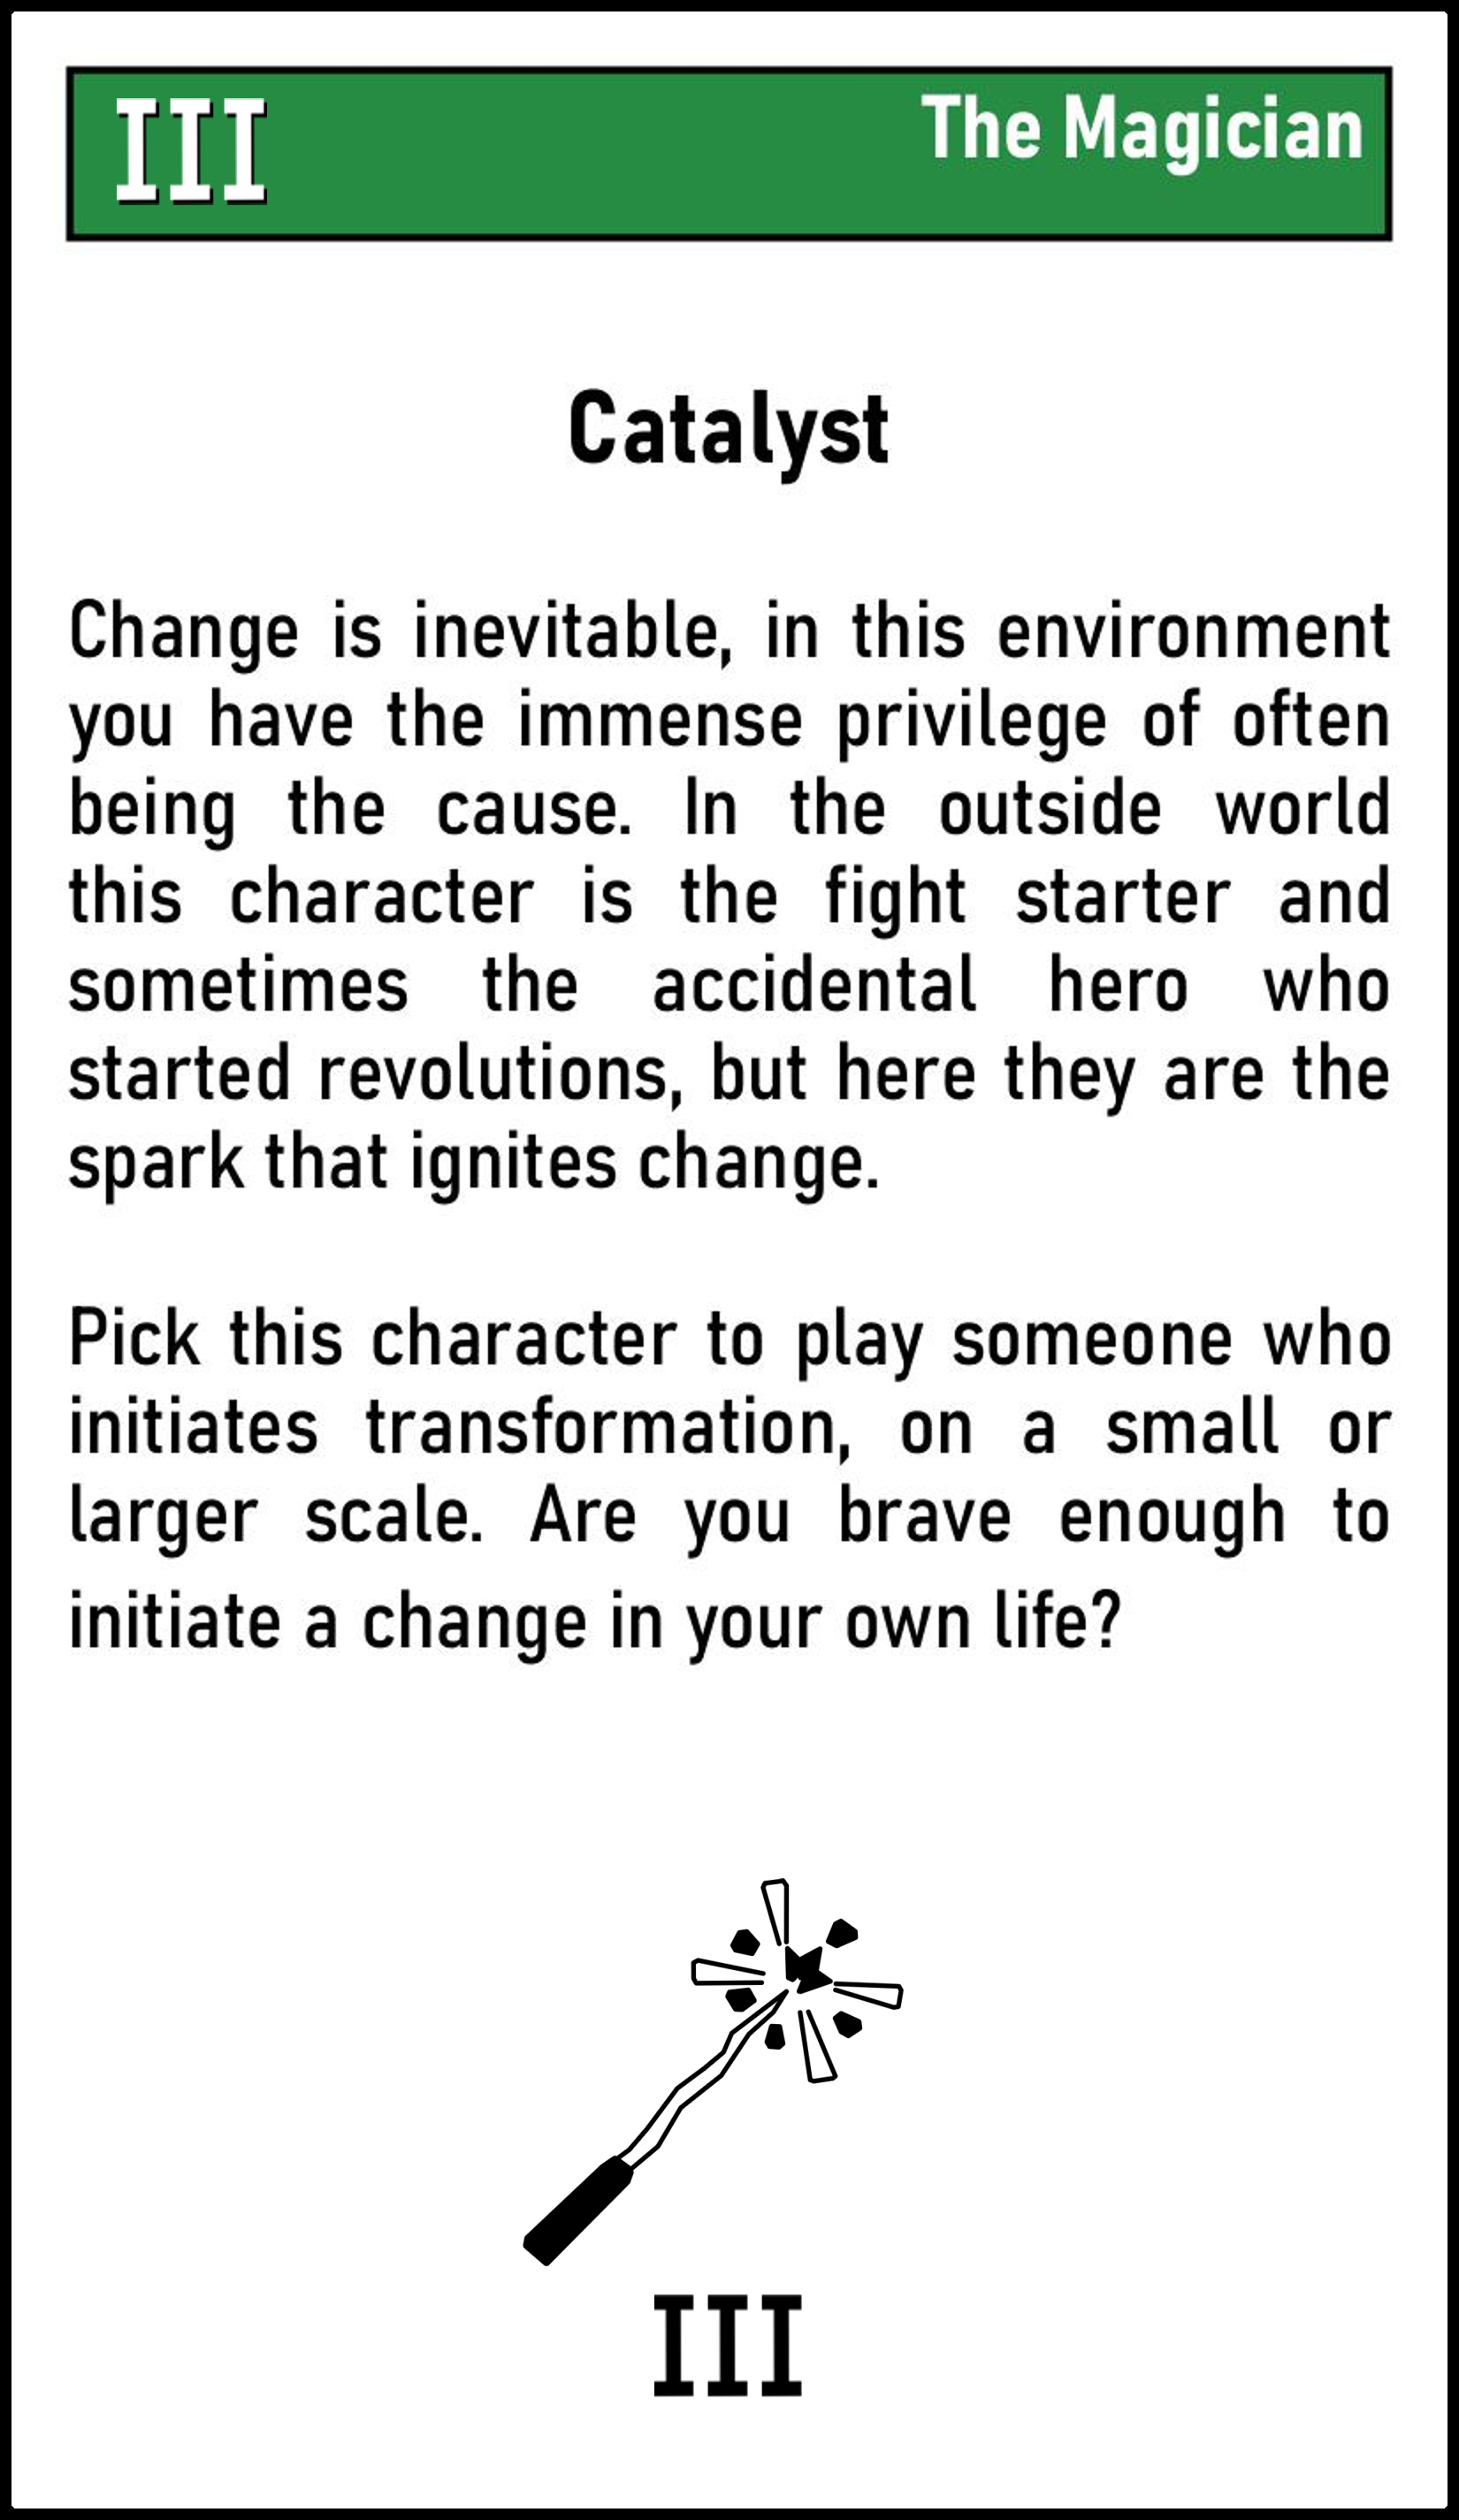 III
The Magician
Catalyst
Change is inevitable, in this environment
you have the immense privilege of often
being the cause. In the outside world
this character is the fight starter and
sometimes the accidental hero who
started revolutions, but here they are the
spark that ignites change.
Pick this character to play someone who
initiates transformation, on a small or
larger scale. Are you brave enough to
initiate a change in your own life?
III